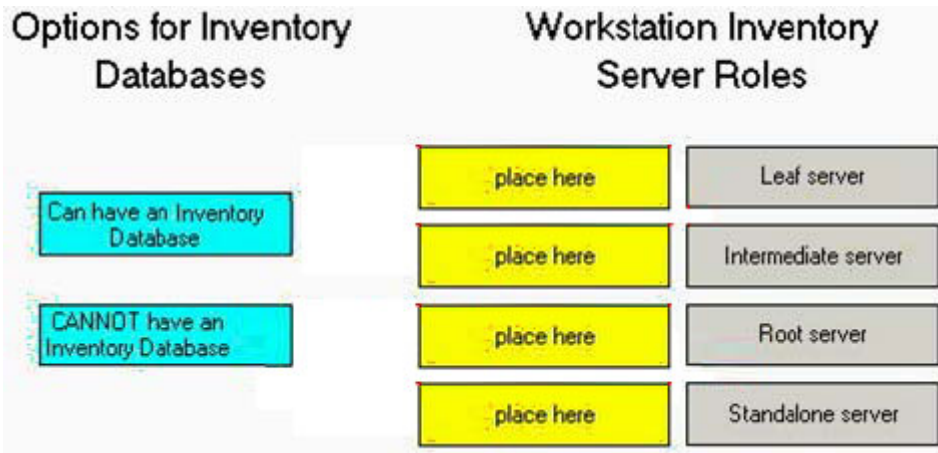 Options for Inventory
Databases
Workstation Inventory
Server Roles
Can have an Inventory
Database
CANNOT have an
Inventory Database
place here
Leaf server
place here
Intermediate server
place here
Root server
place here
Standalone server